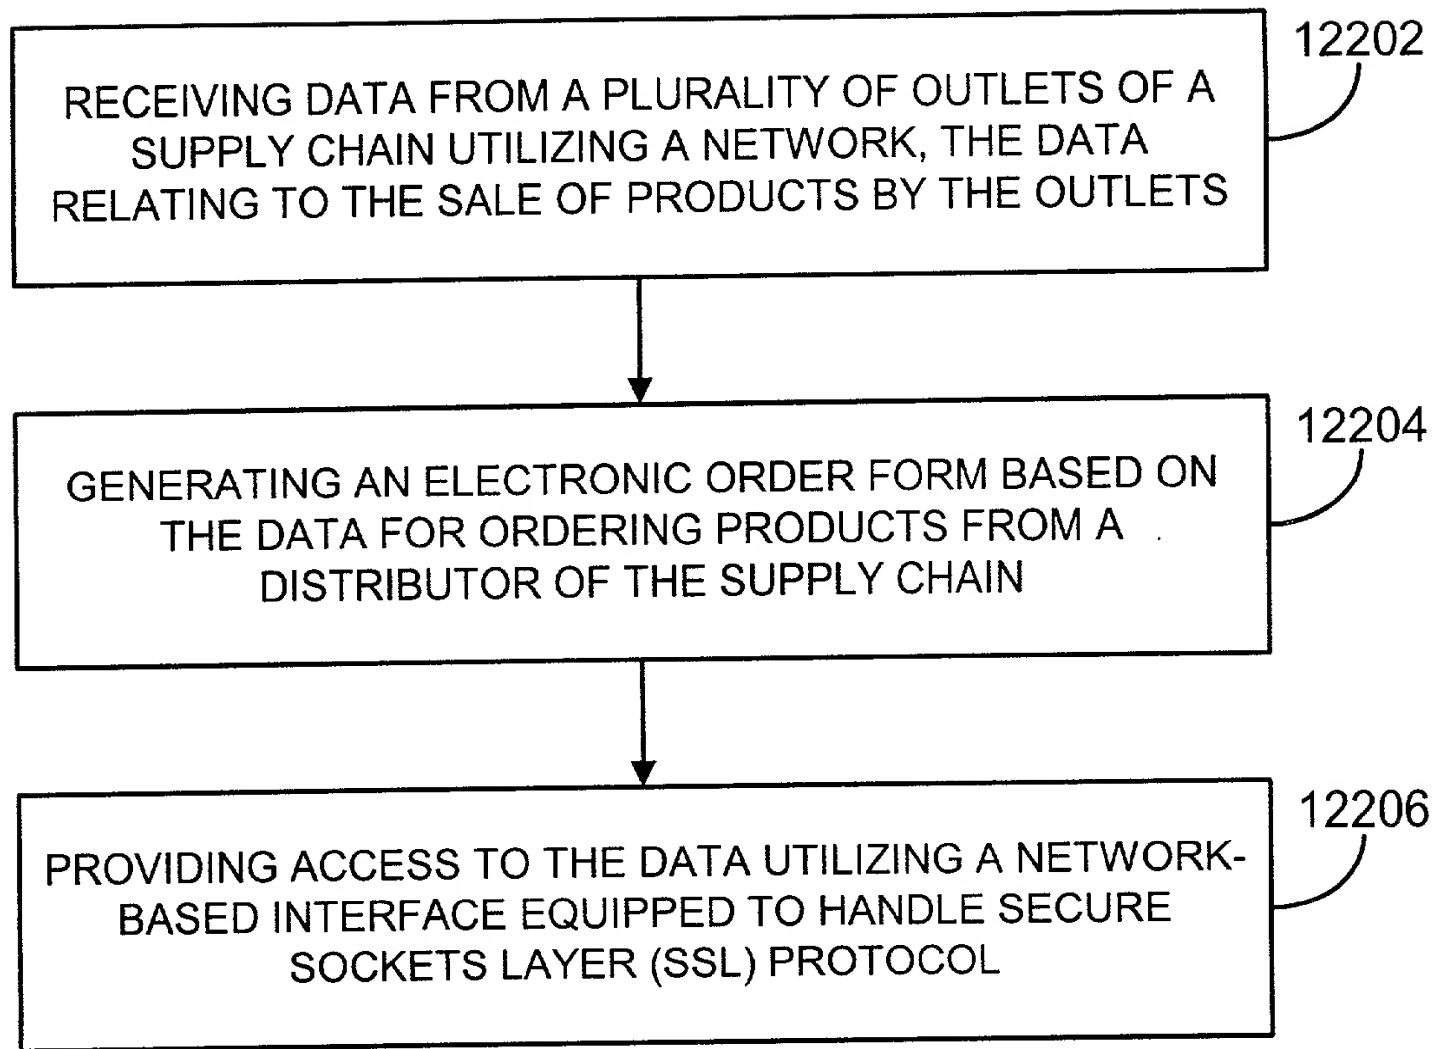 12202
RECEIVING DATA FROM A PLURALITY OF OUTLETS OF A
SUPPLY CHAIN UTILIZING A NETWORK, THE DATA
RELATING TO THE SALE OF PRODUCTS BY THE OUTLETS
12204
GENERATING AN ELECTRONIC ORDER FORM BASED ON
THE DATA FOR ORDERING PRODUCTS FROM A
DISTRIBUTOR OF THE SUPPLY CHAIN
12206
PROVIDING ACCESS TO THE DATA UTILIZING A NETWORK-
BASED INTERFACE EQUIPPED TO HANDLE SECURE
SOCKETS LAYER (SSL) PROTOCOL